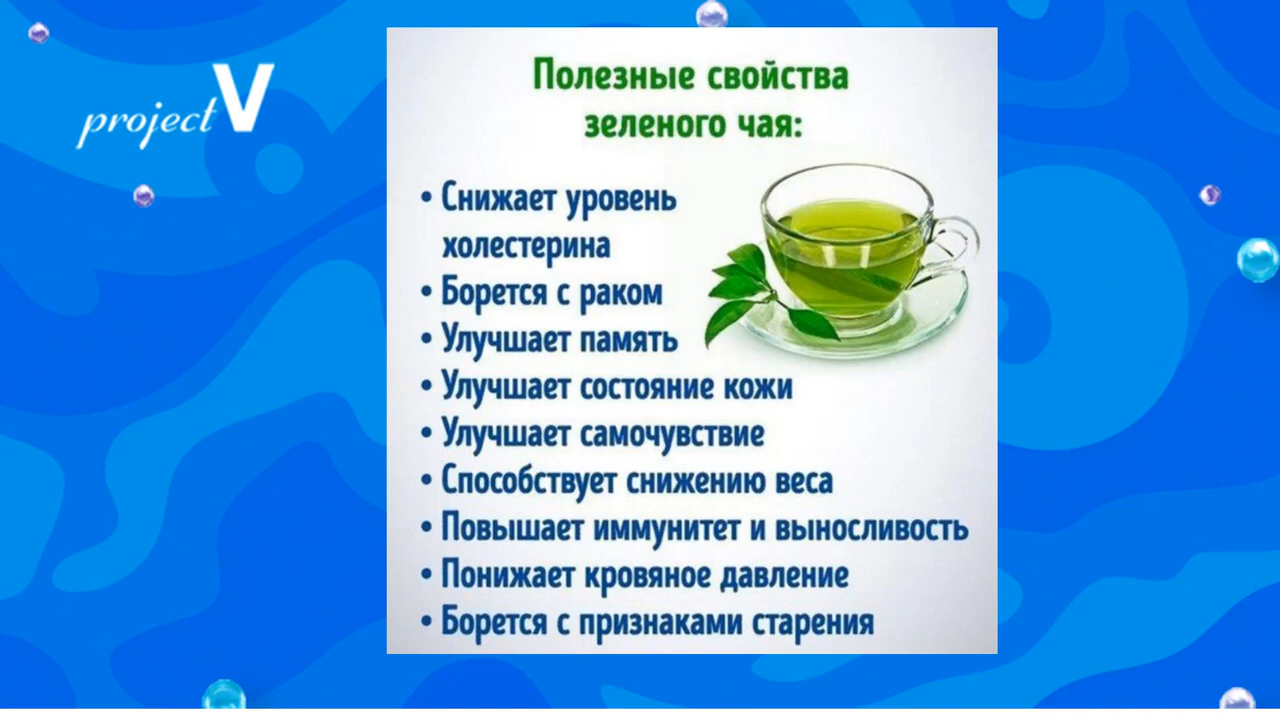 project V
Полезные свойства
зеленого чая:
• Снижает уровень
холестерина
• Борется с раком
• Улучшает память
• Улучшает состояние кожи
• Улучшает самочувствие
• Способствует снижению веса
• Повышает иммунитет и выносливость
• Понижает кровяное давление
• Борется с признаками старения